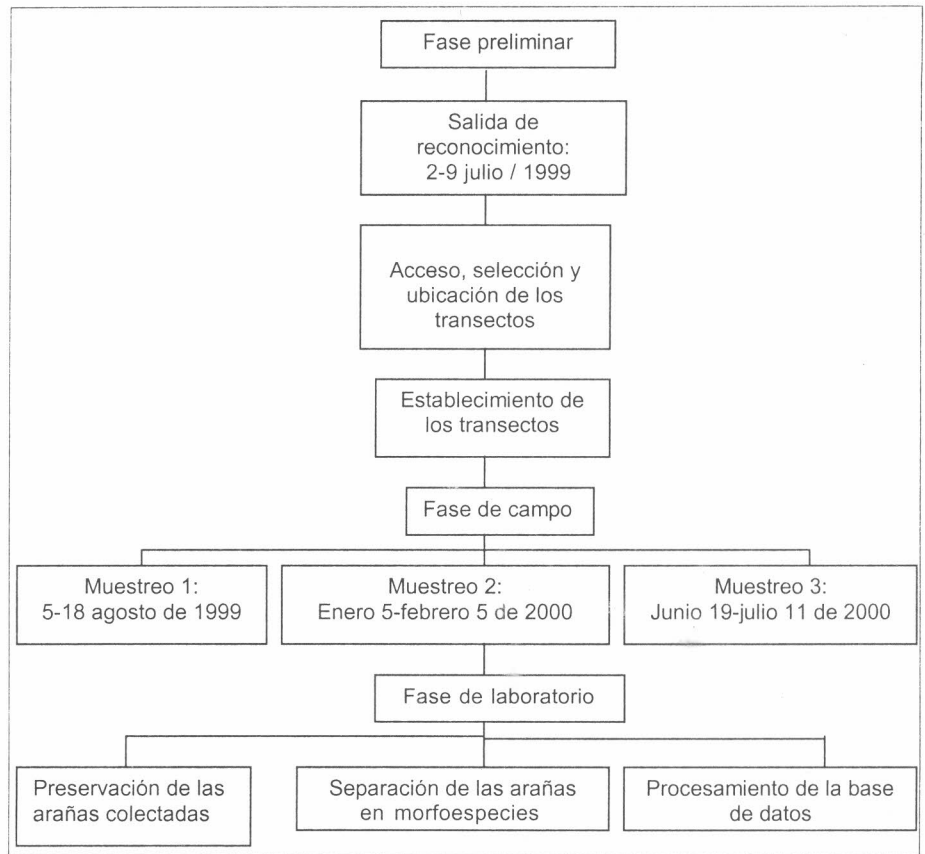 Fase preliminar
Salida de
reconocimiento:
2-9 julio / 1999
Acceso, selección y
ubicación de los
transectos
Establecimiento de
los transectos
Fase de campo
Muestreo 1:
5-18 agosto de 1999
Muestreo 2:
Enero 5-febrero 5 de 2000
Muestreo 3:
Junio 19-julio 11 de 2000
Fase de laboratorio
Preservación de las
arañas colectadas
Separación de las arañas
en morfoespecies
Procesamiento de la base
de datos